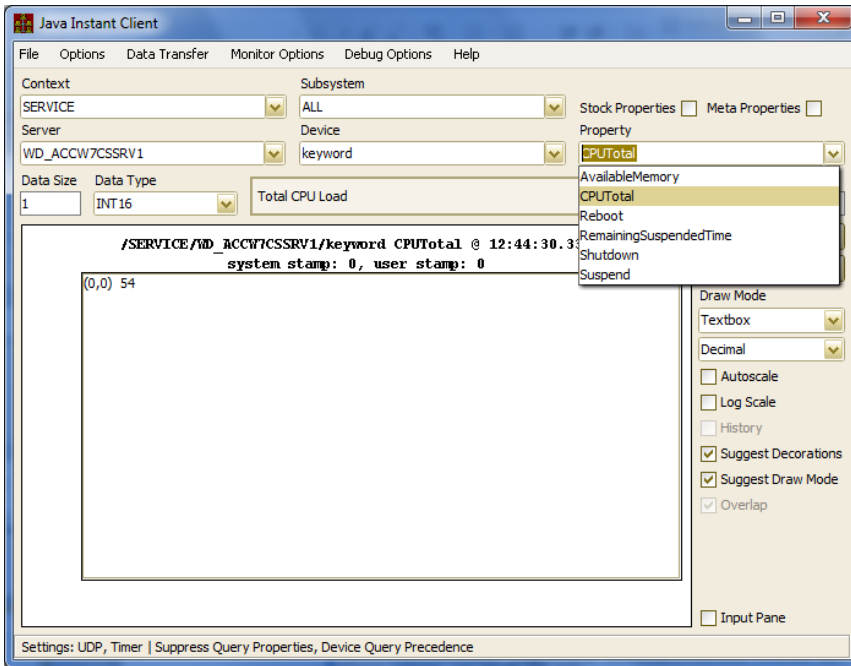 Java Instant Client
File Options Data Transfer Monitor Options Debug Options Help
Context Subsystem
SERVICE ALL Stock Properties Meta Properties
Server Device Property
WD_ACCW7CSSRV1 keyword CPUTotal
Data Size Data Type
1 INT16 Total CPU Load
AvailableMemory
CPUTotal
Reboot
RemainingSuspendedTime
Shutdown
Suspend
/SERVICE/WD_ACCW7CSSRV1/keyword CPUTotal @ 12:44:30.33
system stamp: 0, user stamp: 0
(0,0) 54
Draw Mode
Textbox
Decimal
Autoscale
Log Scale
History
Suggest Decorations
Suggest Draw Mode
Overlap
Input Pane
Settings: UDP, Timer | Suppress Query Properties, Device Query Precedence